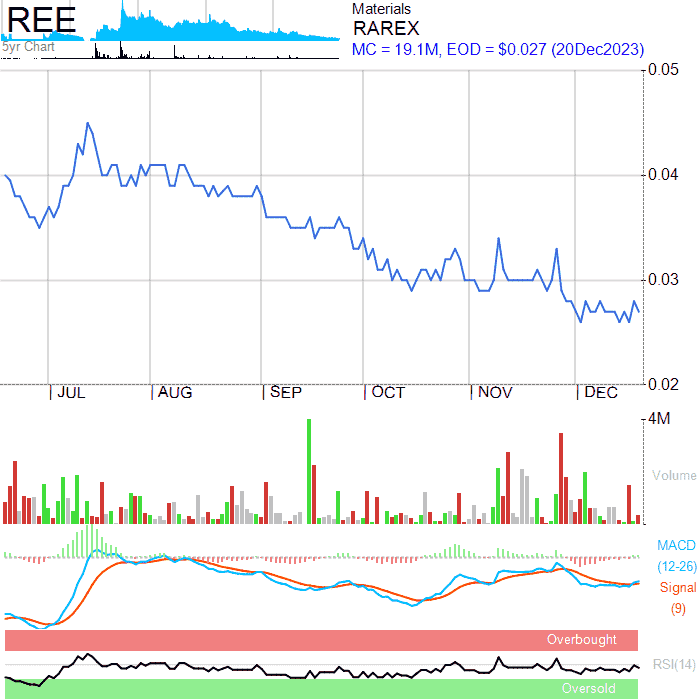 REE
5yr Chart
Materials
RAREX
MC = 19.1M, EOD = $0.027 (20Dec2023)
0.05
0.04
0.03
0.02
JUL AUG SEP OCT NOV DEC
4M
Volume
MACD
(12-26)
Signal
(9)
Overbought
RSI(14)
Oversold